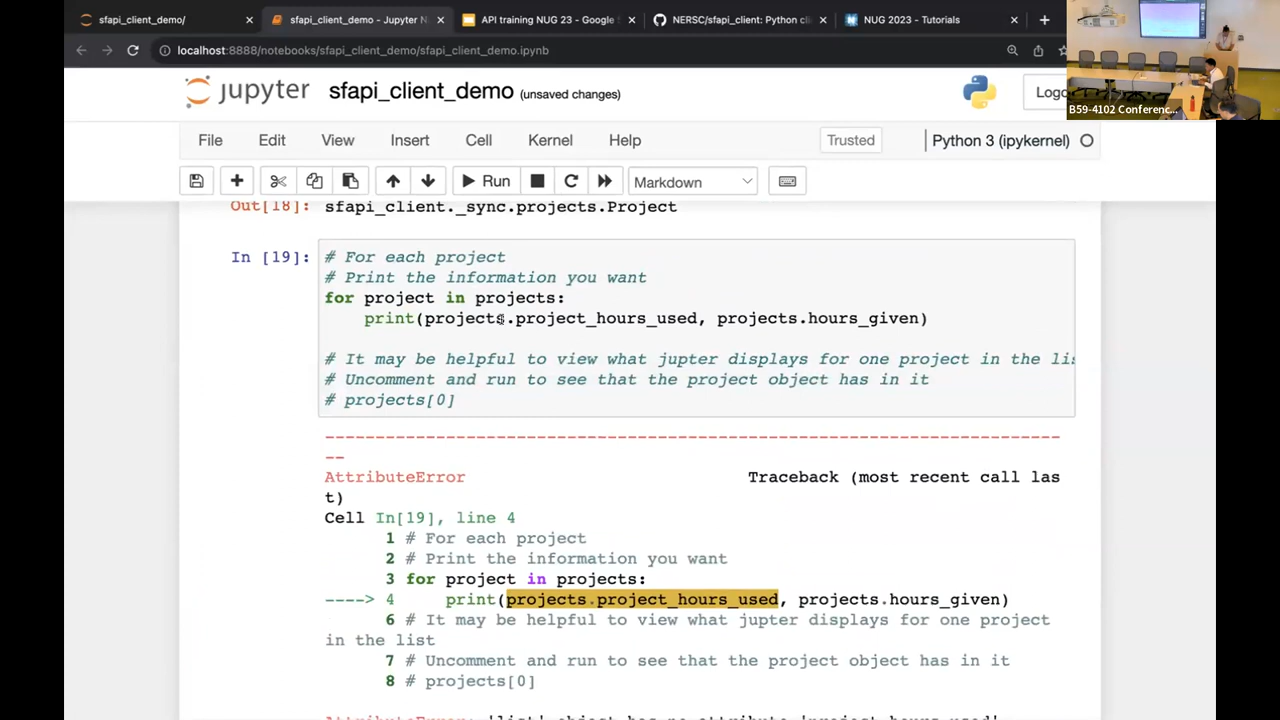 sfapi_client_demo/
sfapi_client_demo - Jupyter N
API training NUG 23 - Google
NERSC/sfapi_client: Python cli
NUG 2023 - Tutorials
localhost:8888/notebooks/sfapi_client_demo/sfapi_client_demo.ipynb
B59-4102 Conferenc...
jupyter sfapi_client_demo (unsaved changes)
Logo
File Edit View Insert Cell Kernel Help
Trusted
Python 3 (ipykernel)
Run
Markdown
Out[18]: sfapi_client._sync.projects.Project
In [19]: # For each project
# Print the information you want
for project in projects:
print(projects.project_hours_used, projects.hours_given)
# It may be helpful to view what jupter displays for one project in the lis
# Uncomment and run to see that the project object has in it
# projects[0]
---------------------------------------------------------------------------
--
AttributeError Traceback (most recent call las
t)
Cell In[19], line 4
1 # For each project
2 # Print the information you want
3 for project in projects:
----> 4 print(projects.project_hours_used, projects.hours_given)
6 # It may be helpful to view what jupter displays for one project
in the list
7 # Uncomment and run to see that the project object has in it
8 # projects[0]
AttributeError: 'list' object has no attribute 'project_hours_used'